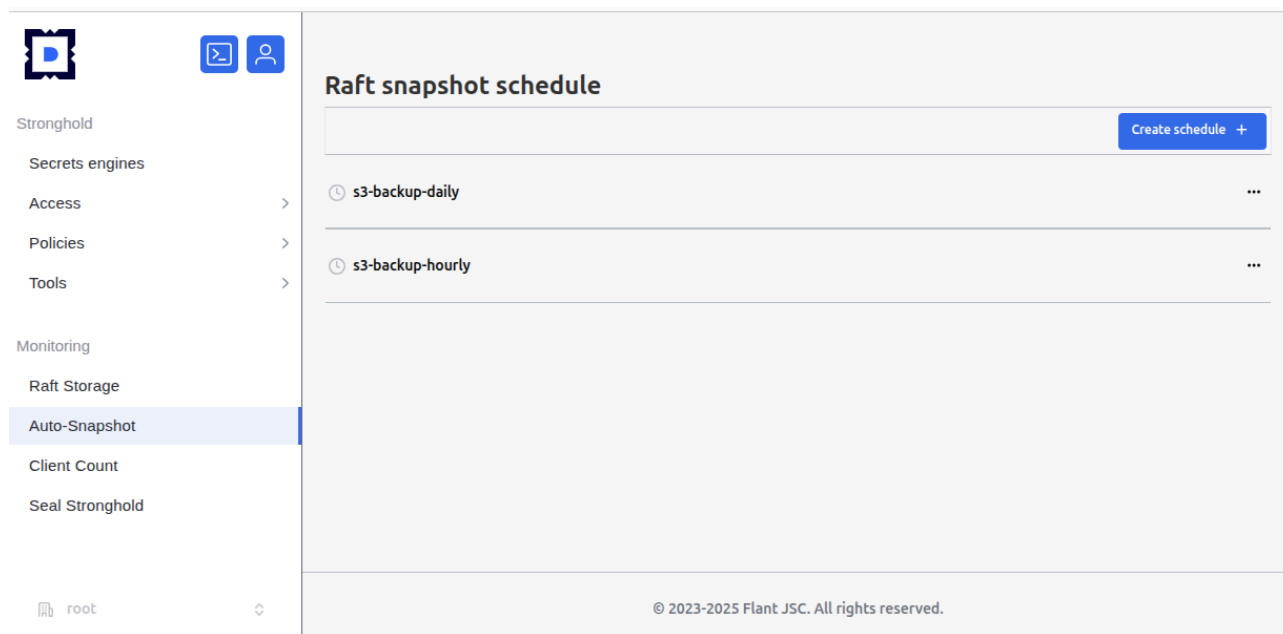 Stronghold
Secrets engines
Access
Policies
Tools
Monitoring
Raft Storage
Auto-Snapshot
Client Count
Seal Stronghold
root
Raft snapshot schedule
Create schedule +
s3-backup-daily
s3-backup-hourly
© 2023-2025 Flant JSC. All rights reserved.